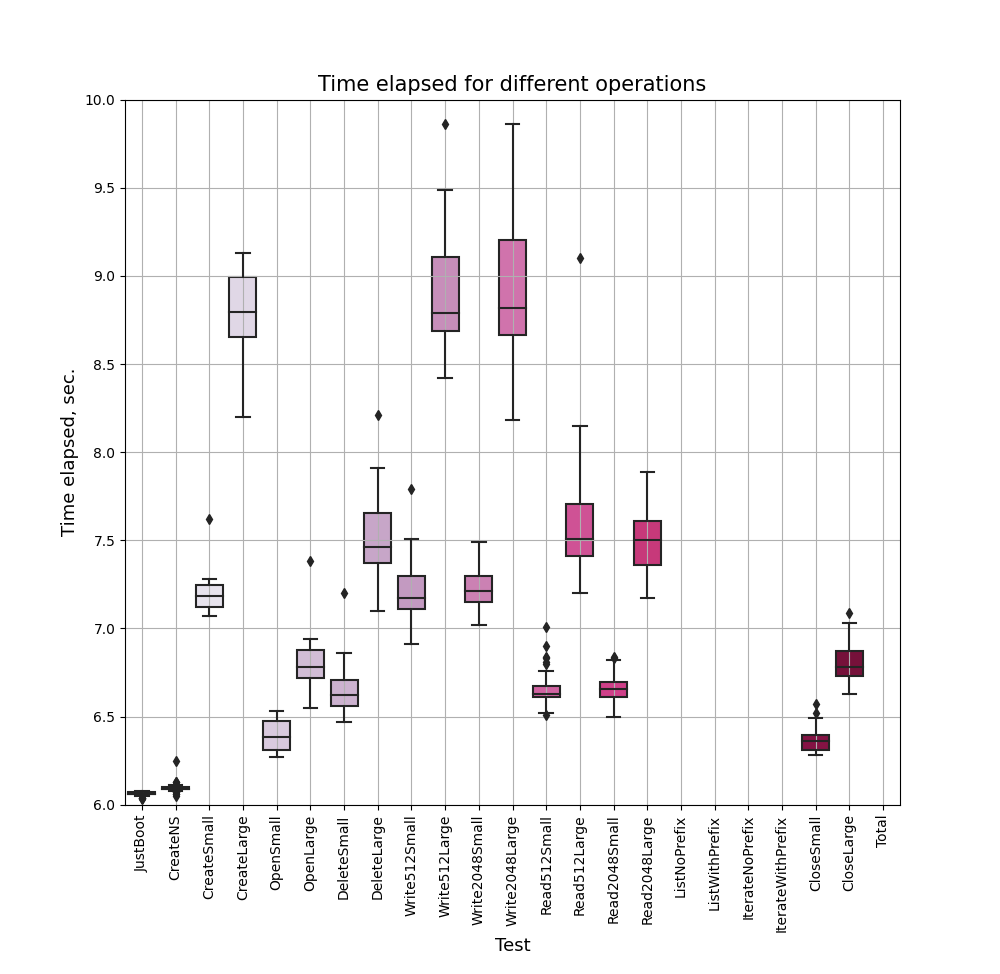 Time elapsed for different operations
10.0
9.5
9.0
8.5
8.0
7.5
7.0
6.5
6.0
Time elapsed, sec.
JustBoot
CreateNS
CreateSmall
CreateLarge
OpenSmall
OpenLarge
DeleteSmall
DeleteLarge
Write512Small
Write512Large
Write2048Small
Write2048Large
Read512Small
Read512Large
Read2048Small
Read2048Large
ListNoPrefix
ListWithPrefix
IterateNoPrefix
IterateWithPrefix
CloseSmall
CloseLarge
Total
Test